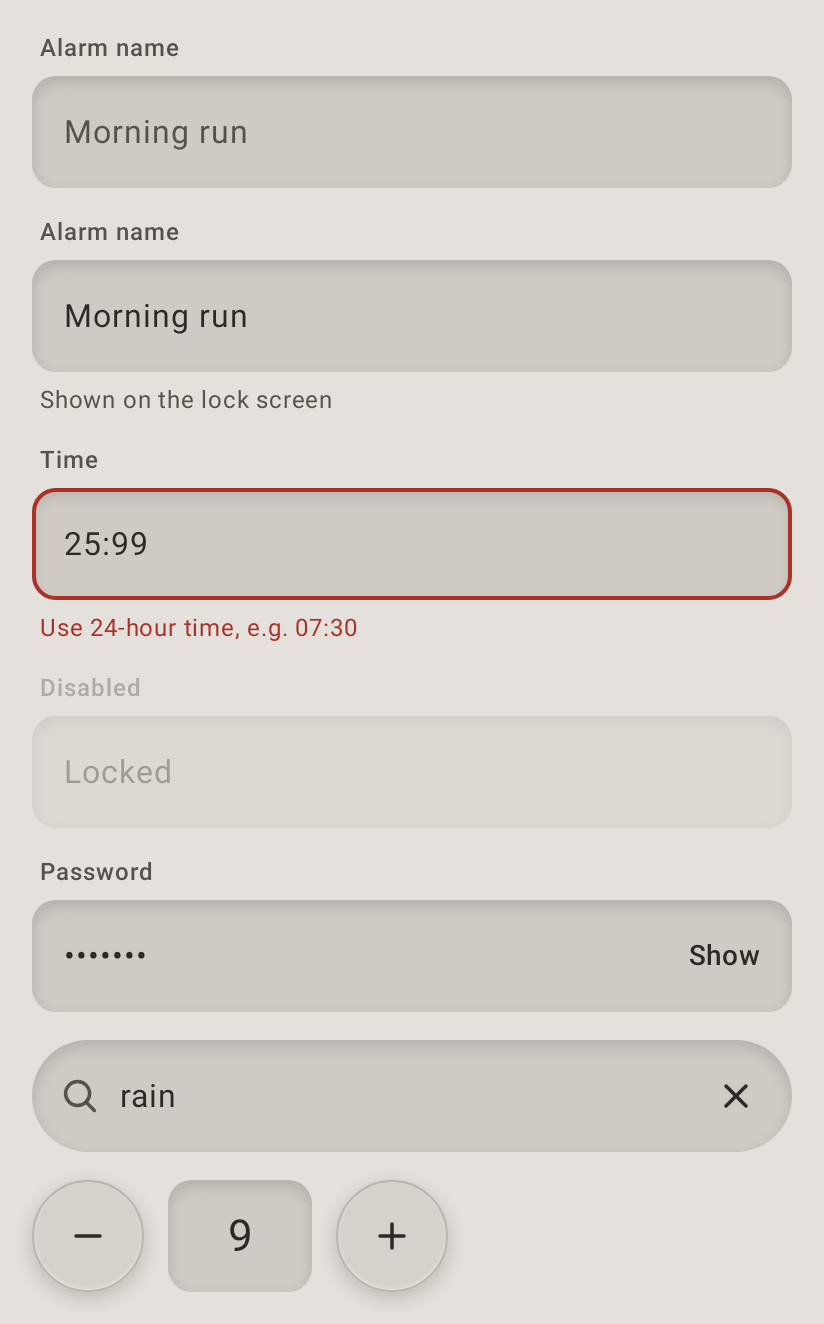 Alarm name
Morning run
Alarm name
Morning run
Shown on the lock screen
Time
25:99
Use 24-hour time, e.g. 07:30
Disabled
Locked
Password
••••••• Show
rain
9